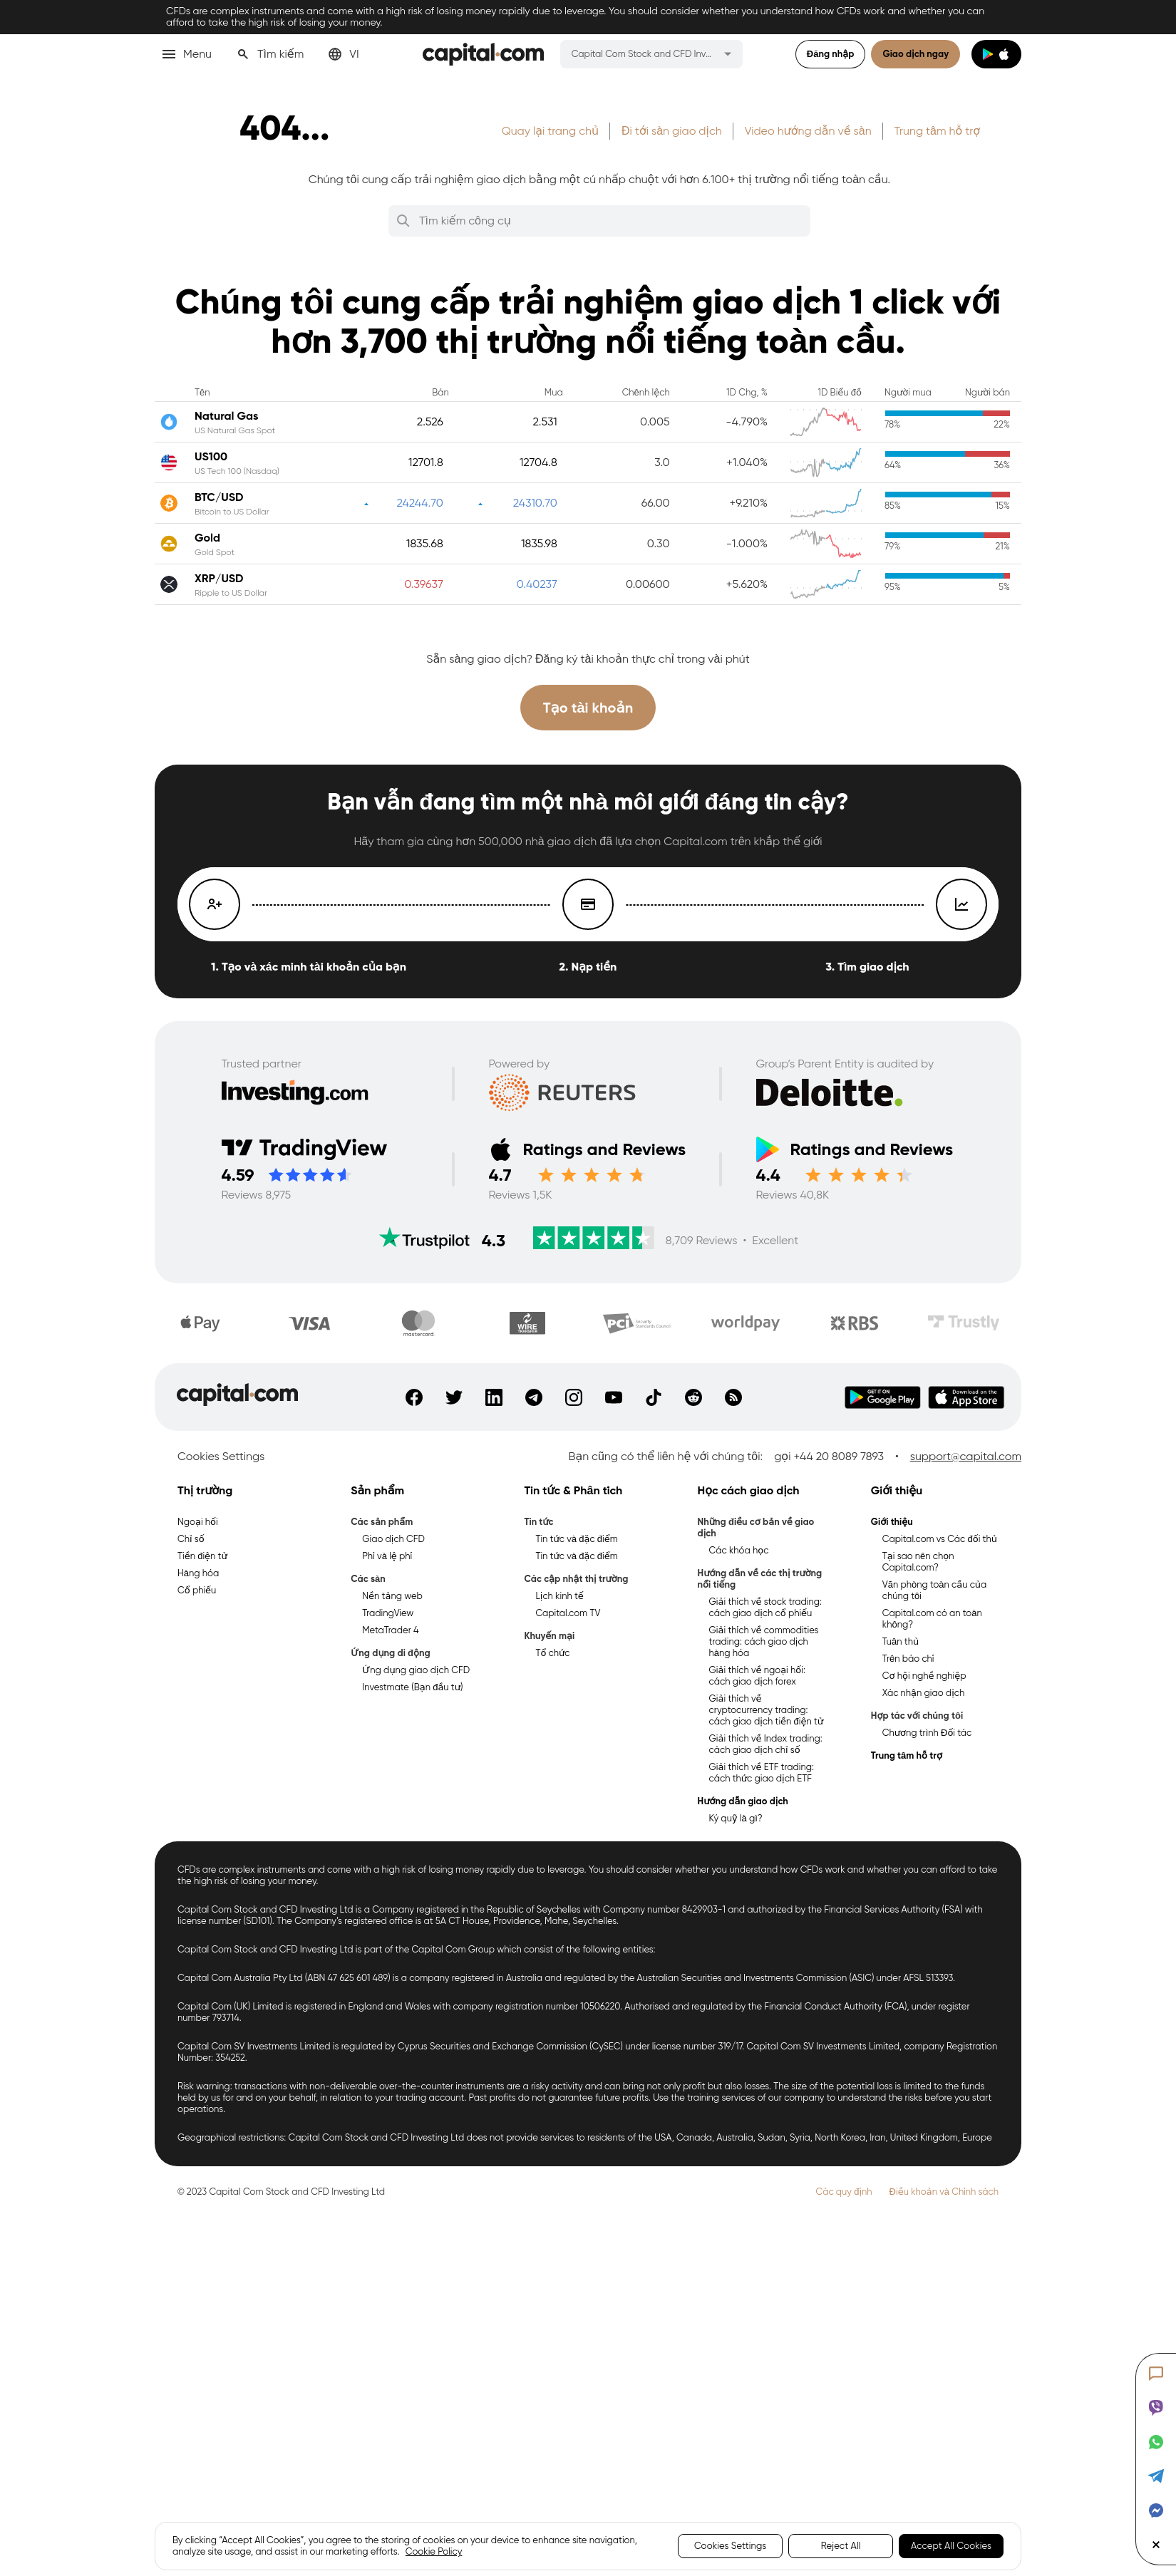 CFDs are complex instruments and come with a high risk of losing money rapidly due to leverage. You should consider whether you understand how CFDs work and whether you can
afford to take the high risk of losing your money.
Menu
Tìm kiếm
VI
capital.com
Capital Com Stock and CFD Inv...
Đăng nhập
Giao dịch ngay
404...
Quay lại trang chủ
Đi tới sàn giao dịch
Video hướng dẫn về sàn
Trung tâm hỗ trợ
Chúng tôi cung cấp trải nghiệm giao dịch bằng một cú nhấp chuột với hơn 6.100+ thị trường nổi tiếng toàn cầu.
Tìm kiếm công cụ
Chúng tôi cung cấp trải nghiệm giao dịch 1 click với
hơn 3,700 thị trường nổi tiếng toàn cầu.
Tên Bán Mua Chênh lệch 1D Chg, % 1D Biểu đồ Người mua Người bán
Natural Gas
US Natural Gas Spot
2.526 2.531 0.005 -4.790% 78% 22%
US100
US Tech 100 (Nasdaq)
12701.8 12704.8 3.0 +1.040% 64% 36%
BTC/USD
Bitcoin to US Dollar
24244.70 24310.70 66.00 +9.210% 85% 15%
Gold
Gold Spot
1835.68 1835.98 0.30 -1.000% 79% 21%
XRP/USD
Ripple to US Dollar
0.39637 0.40237 0.00600 +5.620% 95% 5%
Sẵn sàng giao dịch? Đăng ký tài khoản thực chỉ trong vài phút
Tạo tài khoản
Bạn vẫn đang tìm một nhà môi giới đáng tin cậy?
Hãy tham gia cùng hơn 500,000 nhà giao dịch đã lựa chọn Capital.com trên khắp thế giới
1. Tạo và xác minh tài khoản của bạn
2. Nạp tiền
3. Tìm giao dịch
Trusted partner
Investing.com
Powered by
REUTERS
Group's Parent Entity is audited by
Deloitte.
TradingView
4.59
Reviews 8,975
Ratings and Reviews
4.7
Reviews 1,5K
Ratings and Reviews
4.4
Reviews 40,8K
Trustpilot
4.3
8,709 Reviews • Excellent
Pay
VISA
mastercard
WIRE
TRANSFER
PCI
Security
Standards Council
worldpay
RBS
Trustly
capital.com
GET IT ON
Google Play
Download on the
App Store
Cookies Settings
Bạn cũng có thể liên hệ với chúng tôi:
gọi +44 20 8089 7893
•
support@capital.com
Thị trường
Ngoại hối
Chỉ số
Tiền điện tử
Hàng hóa
Cổ phiếu
Sản phẩm
Các sản phẩm
Giao dịch CFD
Phí và lệ phí
Các sàn
Nền tảng web
TradingView
MetaTrader 4
Ứng dụng di động
Ứng dụng giao dịch CFD
Investmate (Bạn đầu tư)
Tin tức & Phân tích
Tin tức
Tin tức và đặc điểm
Tin tức và đặc điểm
Các cập nhật thị trường
Lịch kinh tế
Capital.com TV
Khuyến mại
Tổ chức
Học cách giao dịch
Những điều cơ bản về giao
dịch
Các khóa học
Hướng dẫn về các thị trường
nổi tiếng
Giải thích về stock trading:
cách giao dịch cổ phiếu
Giải thích về commodities
trading: cách giao dịch
hàng hóa
Giải thích về ngoại hối:
cách giao dịch forex
Giải thích về
cryptocurrency trading:
cách giao dịch tiền điện tử
Giải thích về Index trading:
cách giao dịch chỉ số
Giải thích về ETF trading:
cách thức giao dịch ETF
Hướng dẫn giao dịch
Ký quỹ là gì?
Giới thiệu
Giới thiệu
Capital.com vs Các đối thủ
Tại sao nên chọn
Capital.com?
Văn phòng toàn cầu của
chúng tôi
Capital.com có an toàn
không?
Tuân thủ
Trên báo chí
Cơ hội nghề nghiệp
Xác nhận giao dịch
Hợp tác với chúng tôi
Chương trình Đối tác
Trung tâm hỗ trợ
CFDs are complex instruments and come with a high risk of losing money rapidly due to leverage. You should consider whether you understand how CFDs work and whether you can afford to take
the high risk of losing your money.
Capital Com Stock and CFD Investing Ltd is a Company registered in the Republic of Seychelles with Company number 8429903-1 and authorized by the Financial Services Authority (FSA) with
license number (SD101). The Company's registered office is at 5A CT House, Providence, Mahe, Seychelles.
Capital Com Stock and CFD Investing Ltd is part of the Capital Com Group which consist of the following entities:
Capital Com Australia Pty Ltd (ABN 47 625 601 489) is a company registered in Australia and regulated by the Australian Securities and Investments Commission (ASIC) under AFSL 513393.
Capital Com (UK) Limited is registered in England and Wales with company registration number 10506220. Authorised and regulated by the Financial Conduct Authority (FCA), under register
number 793714.
Capital Com SV Investments Limited is regulated by Cyprus Securities and Exchange Commission (CySEC) under license number 319/17. Capital Com SV Investments Limited, company Registration
Number: 354252.
Risk warning: transactions with non-deliverable over-the-counter instruments are a risky activity and can bring not only profit but also losses. The size of the potential loss is limited to the funds
held by us for and on your behalf, in relation to your trading account. Past profits do not guarantee future profits. Use the training services of our company to understand the risks before you start
operations.
Geographical restrictions: Capital Com Stock and CFD Investing Ltd does not provide services to residents of the USA, Canada, Australia, Sudan, Syria, North Korea, Iran, United Kingdom, Europe
© 2023 Capital Com Stock and CFD Investing Ltd
Các quy định
Điều khoản và Chính sách
By clicking "Accept All Cookies", you agree to the storing of cookies on your device to enhance site navigation,
analyze site usage, and assist in our marketing efforts. Cookie Policy
Cookies Settings
Reject All
Accept All Cookies